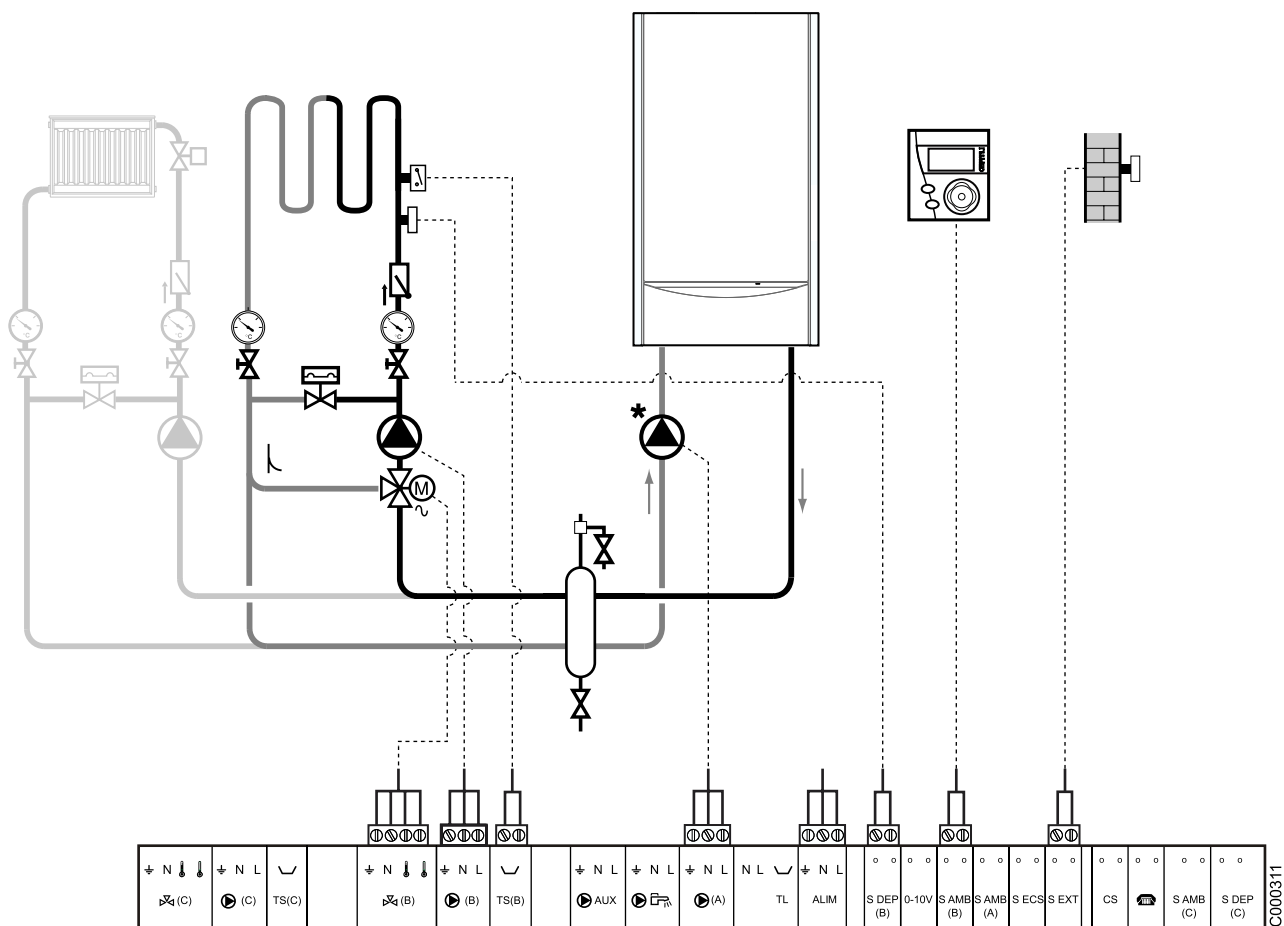 °C
°C
°C
*
M
⏚ N
(C)
⏚ N L
(C)
TS(C)
⏚ N
(B)
⏚ N L
(B)
TS(B)
⏚ N L
AUX
⏚ N L
⏚ N L
(A)
N L
TL
⏚ N L
ALIM
S DEP
(B)
0-10V
S AMB
(B)
S AMB
(A)
S ECS
S EXT
CS
S AMB
(C)
S DEP
(C)
C000311